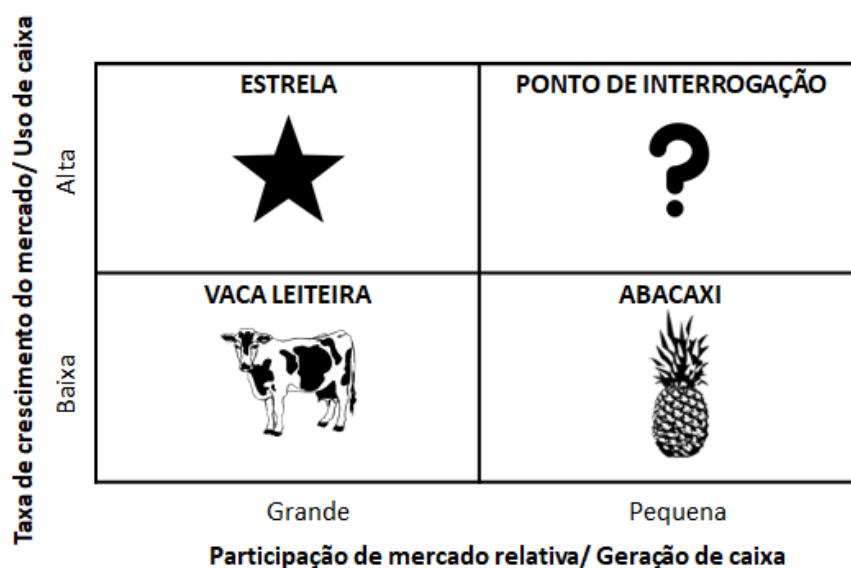 Taxa de crescimento do mercado/ Uso de caixa
Alta
Baixa
ESTRELA
PONTO DE INTERROGAÇÃO
?
VACA LEITEIRA
ABACAXI
Grande
Pequena
Participação de mercado relativa/ Geração de caixa